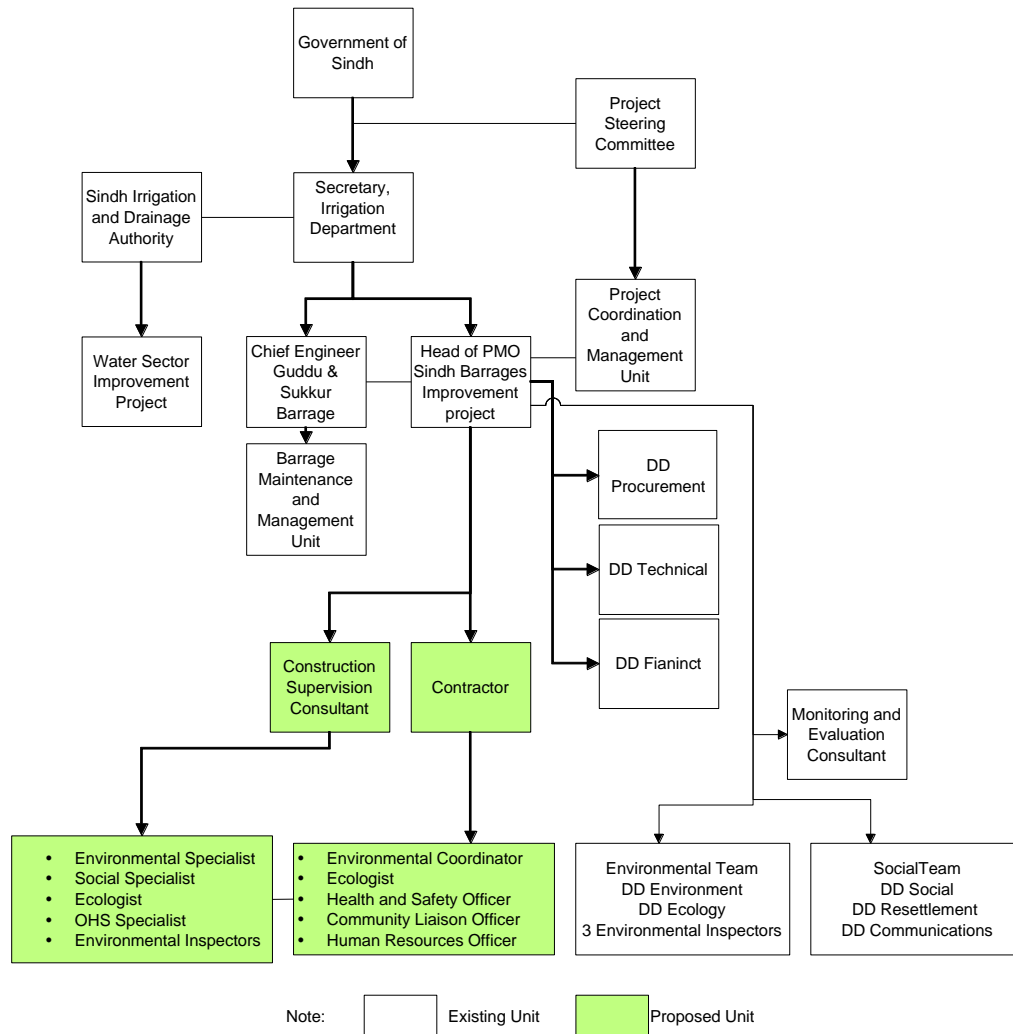 Government of
Sindh
Project
Steering
Committee
Sindh Irrigation
and Drainage
Authority
Secretary,
Irrigation
Department
Project
Coordination
and
Management
Unit
Water Sector
Improvement
Project
Chief Engineer
Guddu &
Sukkur
Barrage
Head of PMO
Sindh Barrages
Improvement
project
Barrage
Maintenance
and
Management
Unit
DD
Procurement
DD Technical
DD Fianinct
Construction
Supervision
Consultant
Contractor
Monitoring and
Evaluation
Consultant
• Environmental Specialist
• Social Specialist
• Ecologist
• OHS Specialist
• Environmental Inspectors
• Environmental Coordinator
• Ecologist
• Health and Safety Officer
• Community Liaison Officer
• Human Resources Officer
Environmental Team
DD Environment
DD Ecology
3 Environmental Inspectors
SocialTeam
DD Social
DD Resettlement
DD Communications
Note: Existing Unit Proposed Unit